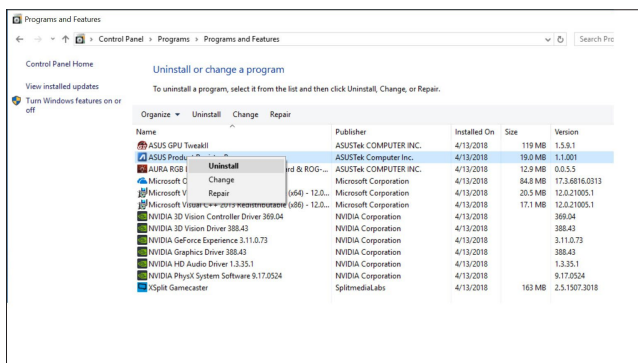 Programs and Features
Control Panel > Programs > Programs and Features
Search Pro
Control Panel Home
View installed updates
Turn Windows features on or
off
Uninstall or change a program
To uninstall a program, select it from the list and then click Uninstall, Change, or Repair.
Organize Uninstall Change Repair
Name Publisher Installed On Size Version
ASUS GPU TweakII ASUSTek COMPUTER INC. 4/13/2018 119 MB 1.5.9.1
ASUS Product ASUSTek Computer Inc. 4/13/2018 19.0 MB 1.1.001
AURA RGB rd & ROG-... ASUSTek COMPUTER INC. 4/13/2018 12.9 MB 0.0.5.5
Microsoft O Microsoft Corporation 4/13/2018 84.8 MB 17.3.6816.0313
Microsoft V (x64) - 12.0... Microsoft Corporation 4/13/2018 20.5 MB 12.0.21005.1
Microsoft Visual C++ 2013 Redistributable (x86) - 12.0... Microsoft Corporation 4/13/2018 17.1 MB 12.0.21005.1
NVIDIA 3D Vision Controller Driver 369.04 NVIDIA Corporation 4/13/2018 369.04
NVIDIA 3D Vision Driver 388.43 NVIDIA Corporation 4/13/2018 388.43
NVIDIA GeForce Experience 3.11.0.73 NVIDIA Corporation 4/13/2018 3.11.0.73
NVIDIA Graphics Driver 388.43 NVIDIA Corporation 4/13/2018 388.43
NVIDIA HD Audio Driver 1.3.35.1 NVIDIA Corporation 4/13/2018 1.3.35.1
NVIDIA PhysX System Software 9.17.0524 NVIDIA Corporation 4/13/2018 9.17.0524
XSplit Gamecaster SplitmediaLabs 4/13/2018 163 MB 2.5.1507.3018
Uninstall
Change
Repair